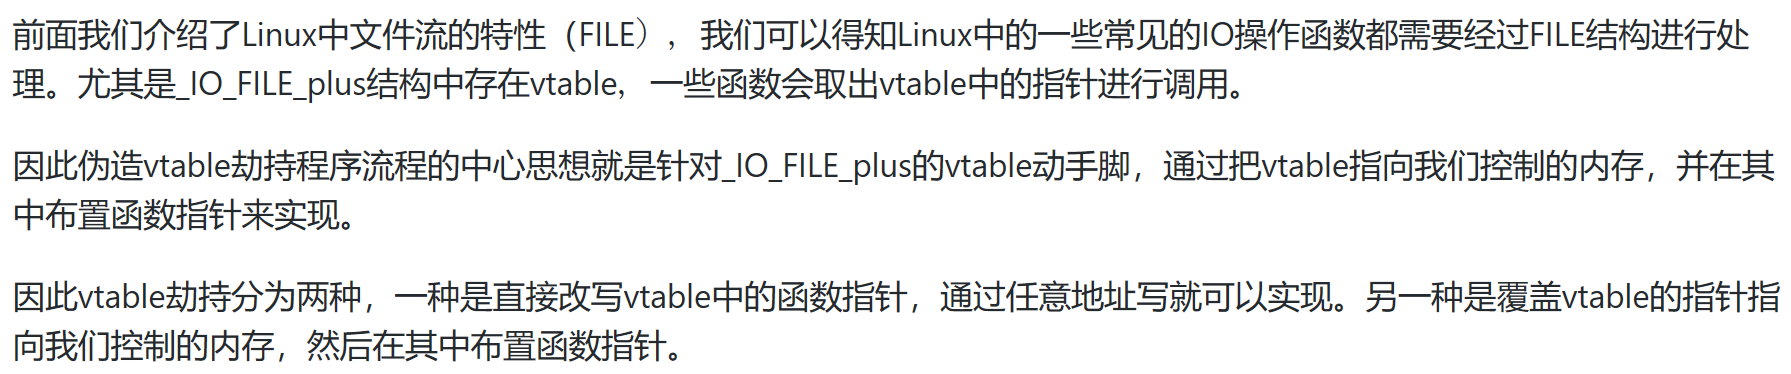 前面我们介绍了Linux中文件流的特性（FILE），我们可以得知Linux中的一些常见的IO操作函数都需要经过FILE结构进行处
理。尤其是_IO_FILE_plus结构中存在vtable，一些函数会取出vtable中的指针进行调用。
因此伪造vtable劫持程序流程的中心思想就是针对_IO_FILE_plus的vtable动手脚，通过把vtable指向我们控制的内存，并在其
中布置函数指针来实现。
因此vtable劫持分为两种，一种是直接改写vtable中的函数指针，通过任意地址写就可以实现。另一种是覆盖vtable的指针指
向我们控制的内存，然后在其中布置函数指针。